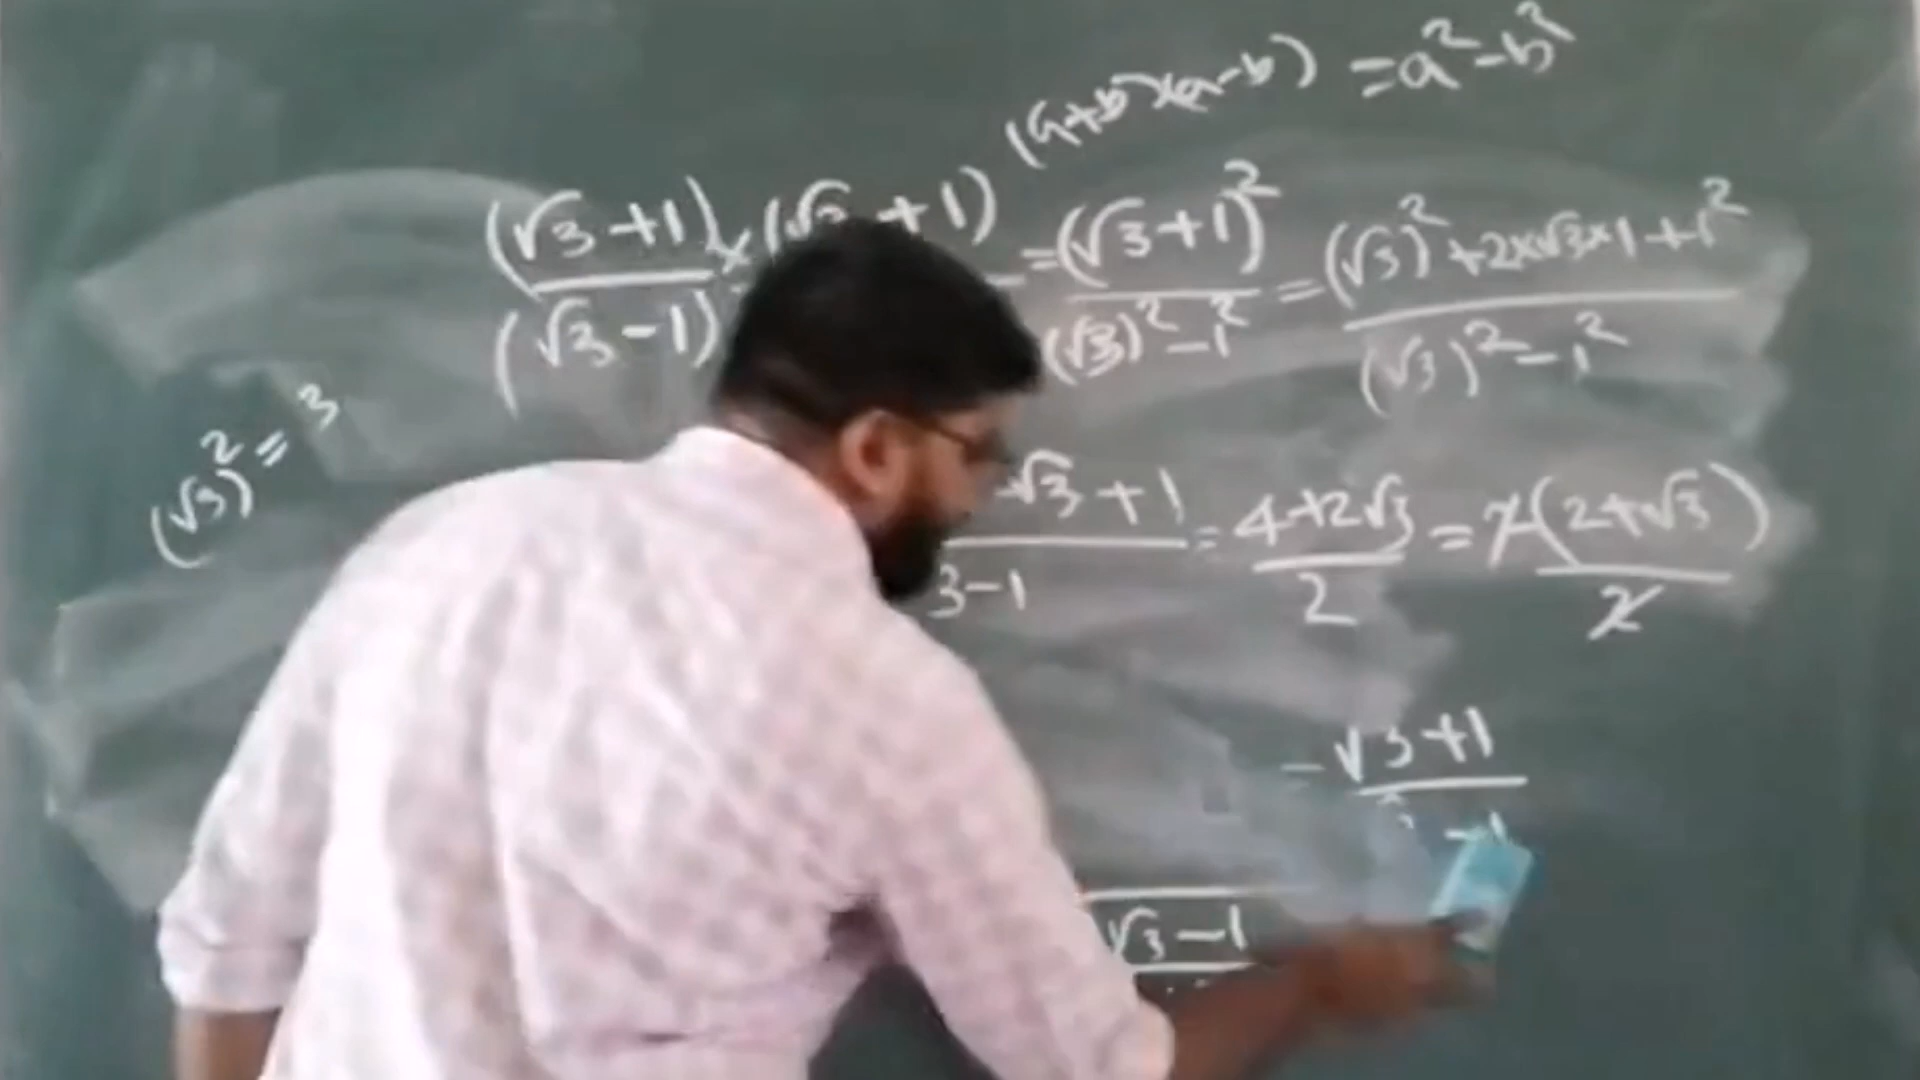 (a+b)x(a-b) = a² - b²
(√3 + 1) x (√3 + 1) = (√3+1)² = (√3)² + 2x√3x1 + 1²
(√3 - 1) (√3)² - 1² (√3)² - 1²
(√3)² = 3
√3 + 1 = 4+2√3 = 2(2+√3)
3-1 2 2
√3+1
- 1
√3-1